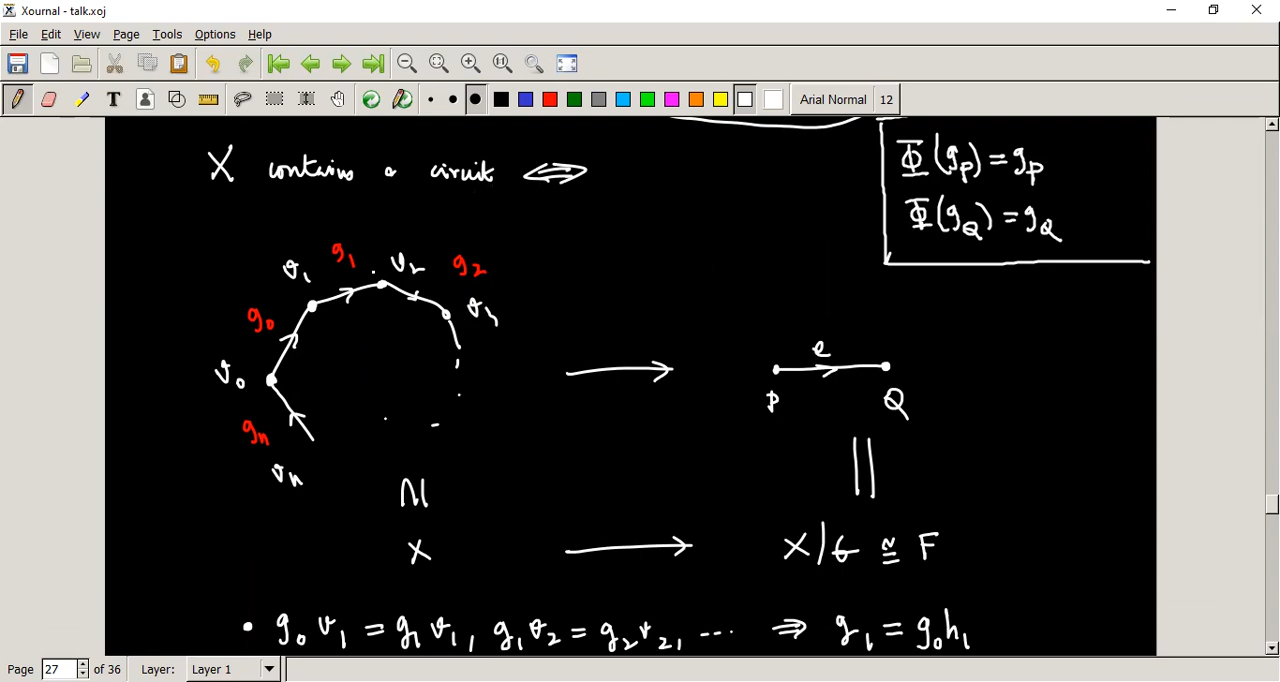 Xournal - talk.xoj
File Edit View Page Tools Options Help
Arial Normal 12
X contains a circuit ⟺
Φ(g_P) = g_P
Φ(g_Q) = g_Q
v_1 g_1 v_2 g_2
g_0 v_h
v_0 e
P Q
g_n
v_n
X X/G ≅ F
• g_0 v_1 = g_1 v_1, g_1 v_2 = g_2 v_2, ... ⇒ g_1 = g_0 h_1
Page 27 of 36 Layer: Layer 1